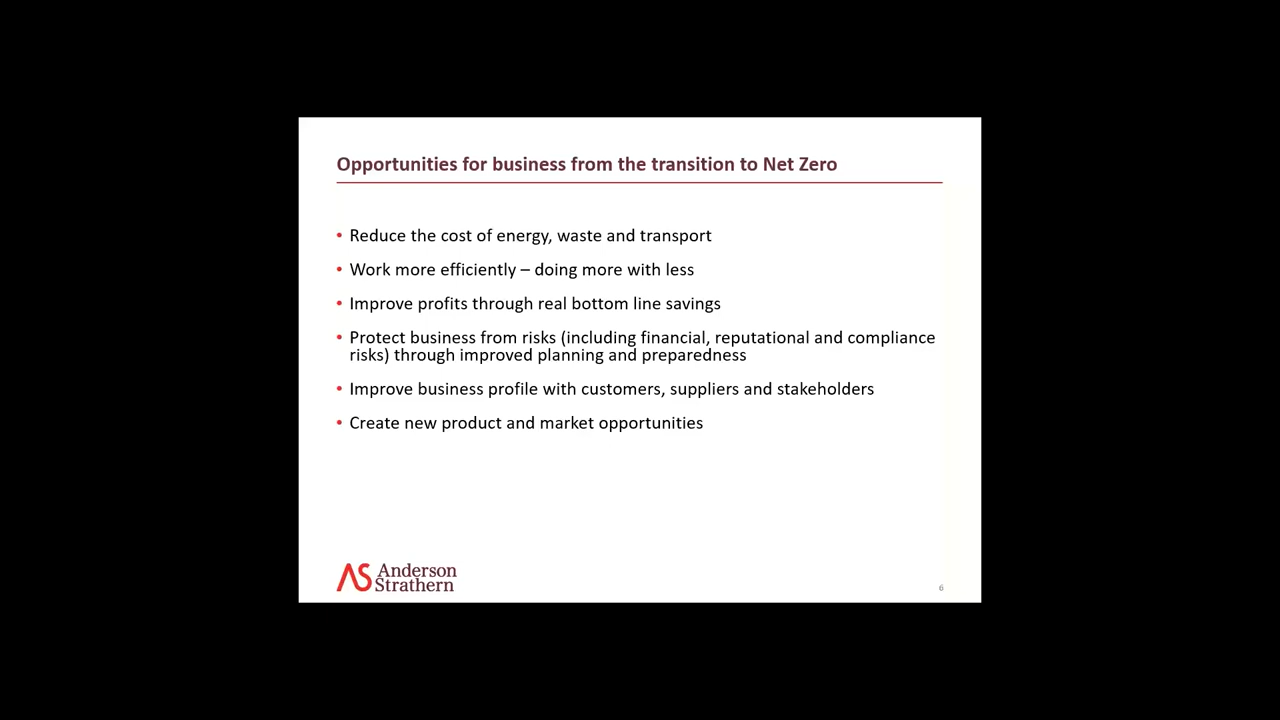 Opportunities for business from the transition to Net Zero
• Reduce the cost of energy, waste and transport
• Work more efficiently – doing more with less
• Improve profits through real bottom line savings
• Protect business from risks (including financial, reputational and compliance
risks) through improved planning and preparedness
• Improve business profile with customers, suppliers and stakeholders
• Create new product and market opportunities
AS Anderson
Strathern
6